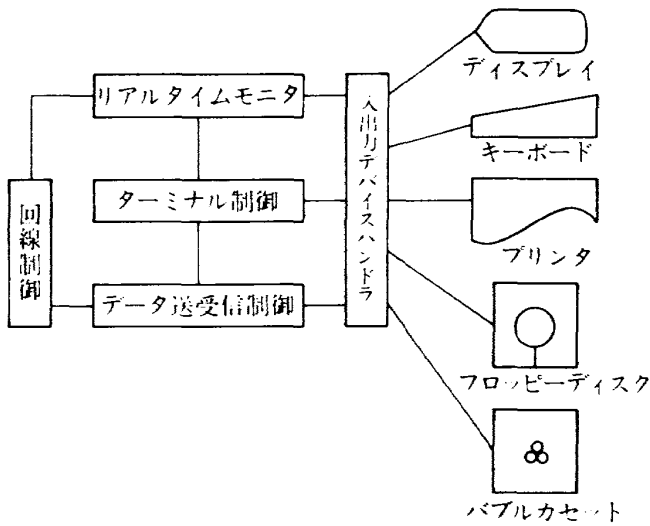 ディスプレイ
リアルタイムモニタ
入出力デバイスハンドラ
キーボード
ターミナル制御
回線制御
プリンタ
データ送受信制御
フロッピーディスク
バブルカセット